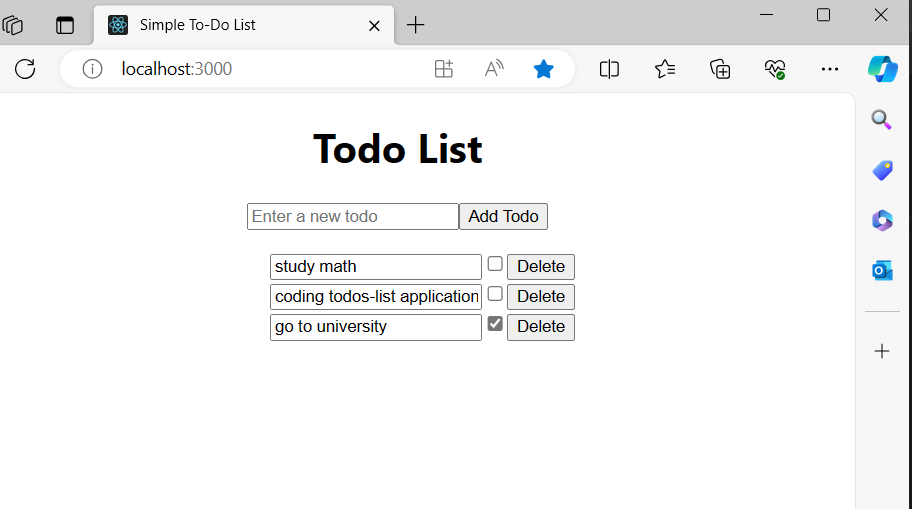 Simple To-Do List
localhost:3000
Todo List
Enter a new todo Add Todo
study math Delete
coding todos-list application Delete
go to university Delete